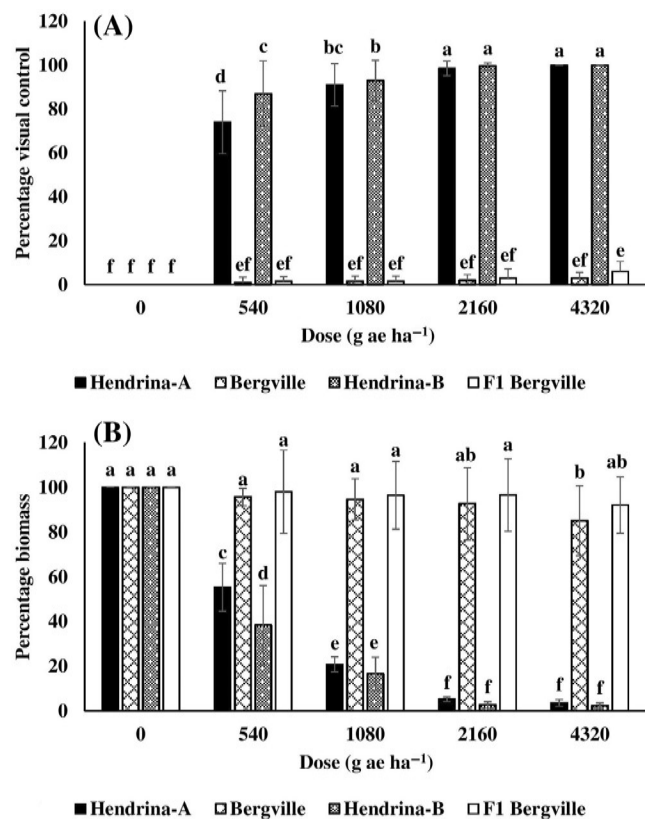 (A)
Percentage visual control
120
100
80
60
40
20
0
f f f f
d ef c ef
bc ef b ef
a ef a ef
a ef a e
0 540 1080 2160 4320
Dose (g ae ha⁻¹)
Hendrina-A Bergville Hendrina-B F1 Bergville
(B)
Percentage biomass
120
100
80
60
40
20
0
a a a a
c a d a
e a e a
f ab f a
f b f ab
0 540 1080 2160 4320
Dose (g ae ha⁻¹)
Hendrina-A Bergville Hendrina-B F1 Bergville